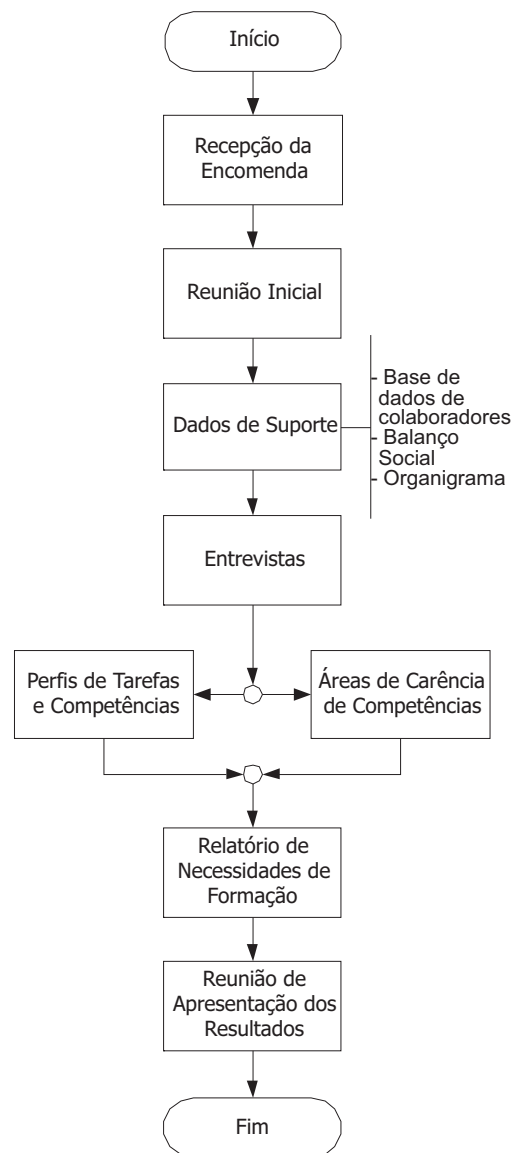 Início
Recepção da
Encomenda
Reunião Inicial
Dados de Suporte
- Base de
dados de
colaboradores
- Balanço
Social
- Organigrama
Entrevistas
Perfis de Tarefas
e Competências
Áreas de Carência
de Competências
Relatório de
Necessidades de
Formação
Reunião de
Apresentação dos
Resultados
Fim